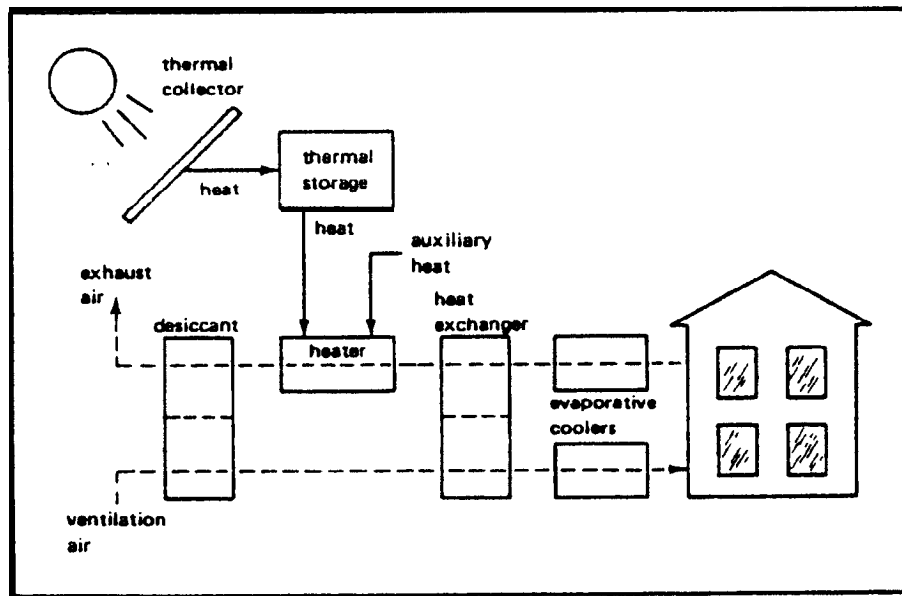 thermal
collector
heat
thermal
storage
heat
auxiliary
heat
exhaust
air
desiccant
heater
heat
exchanger
evaporative
coolers
ventilation
air